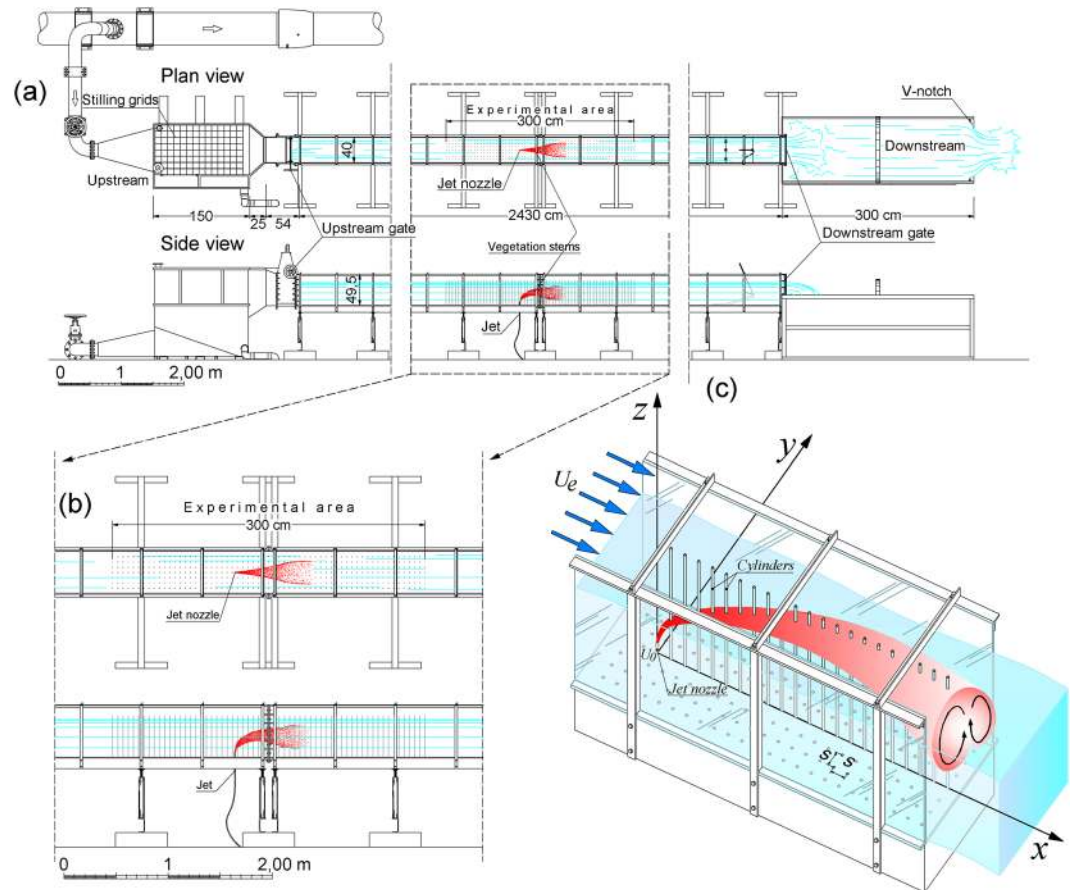 (a)
Plan view
Stilling grids
Upstream
Experimental area
300 cm
40
Jet nozzle
V-notch
Downstream
150
25
54
2430 cm
300 cm
Upstream gate
Vegetation stems
Downstream gate
Side view
49.5
Jet
0 1 2,00 m
(b)
Experimental area
300 cm
Jet nozzle
Jet
0 1 2,00 m
(c)
z
y
Ue
Cylinders
U0
Jet nozzle
S S
x